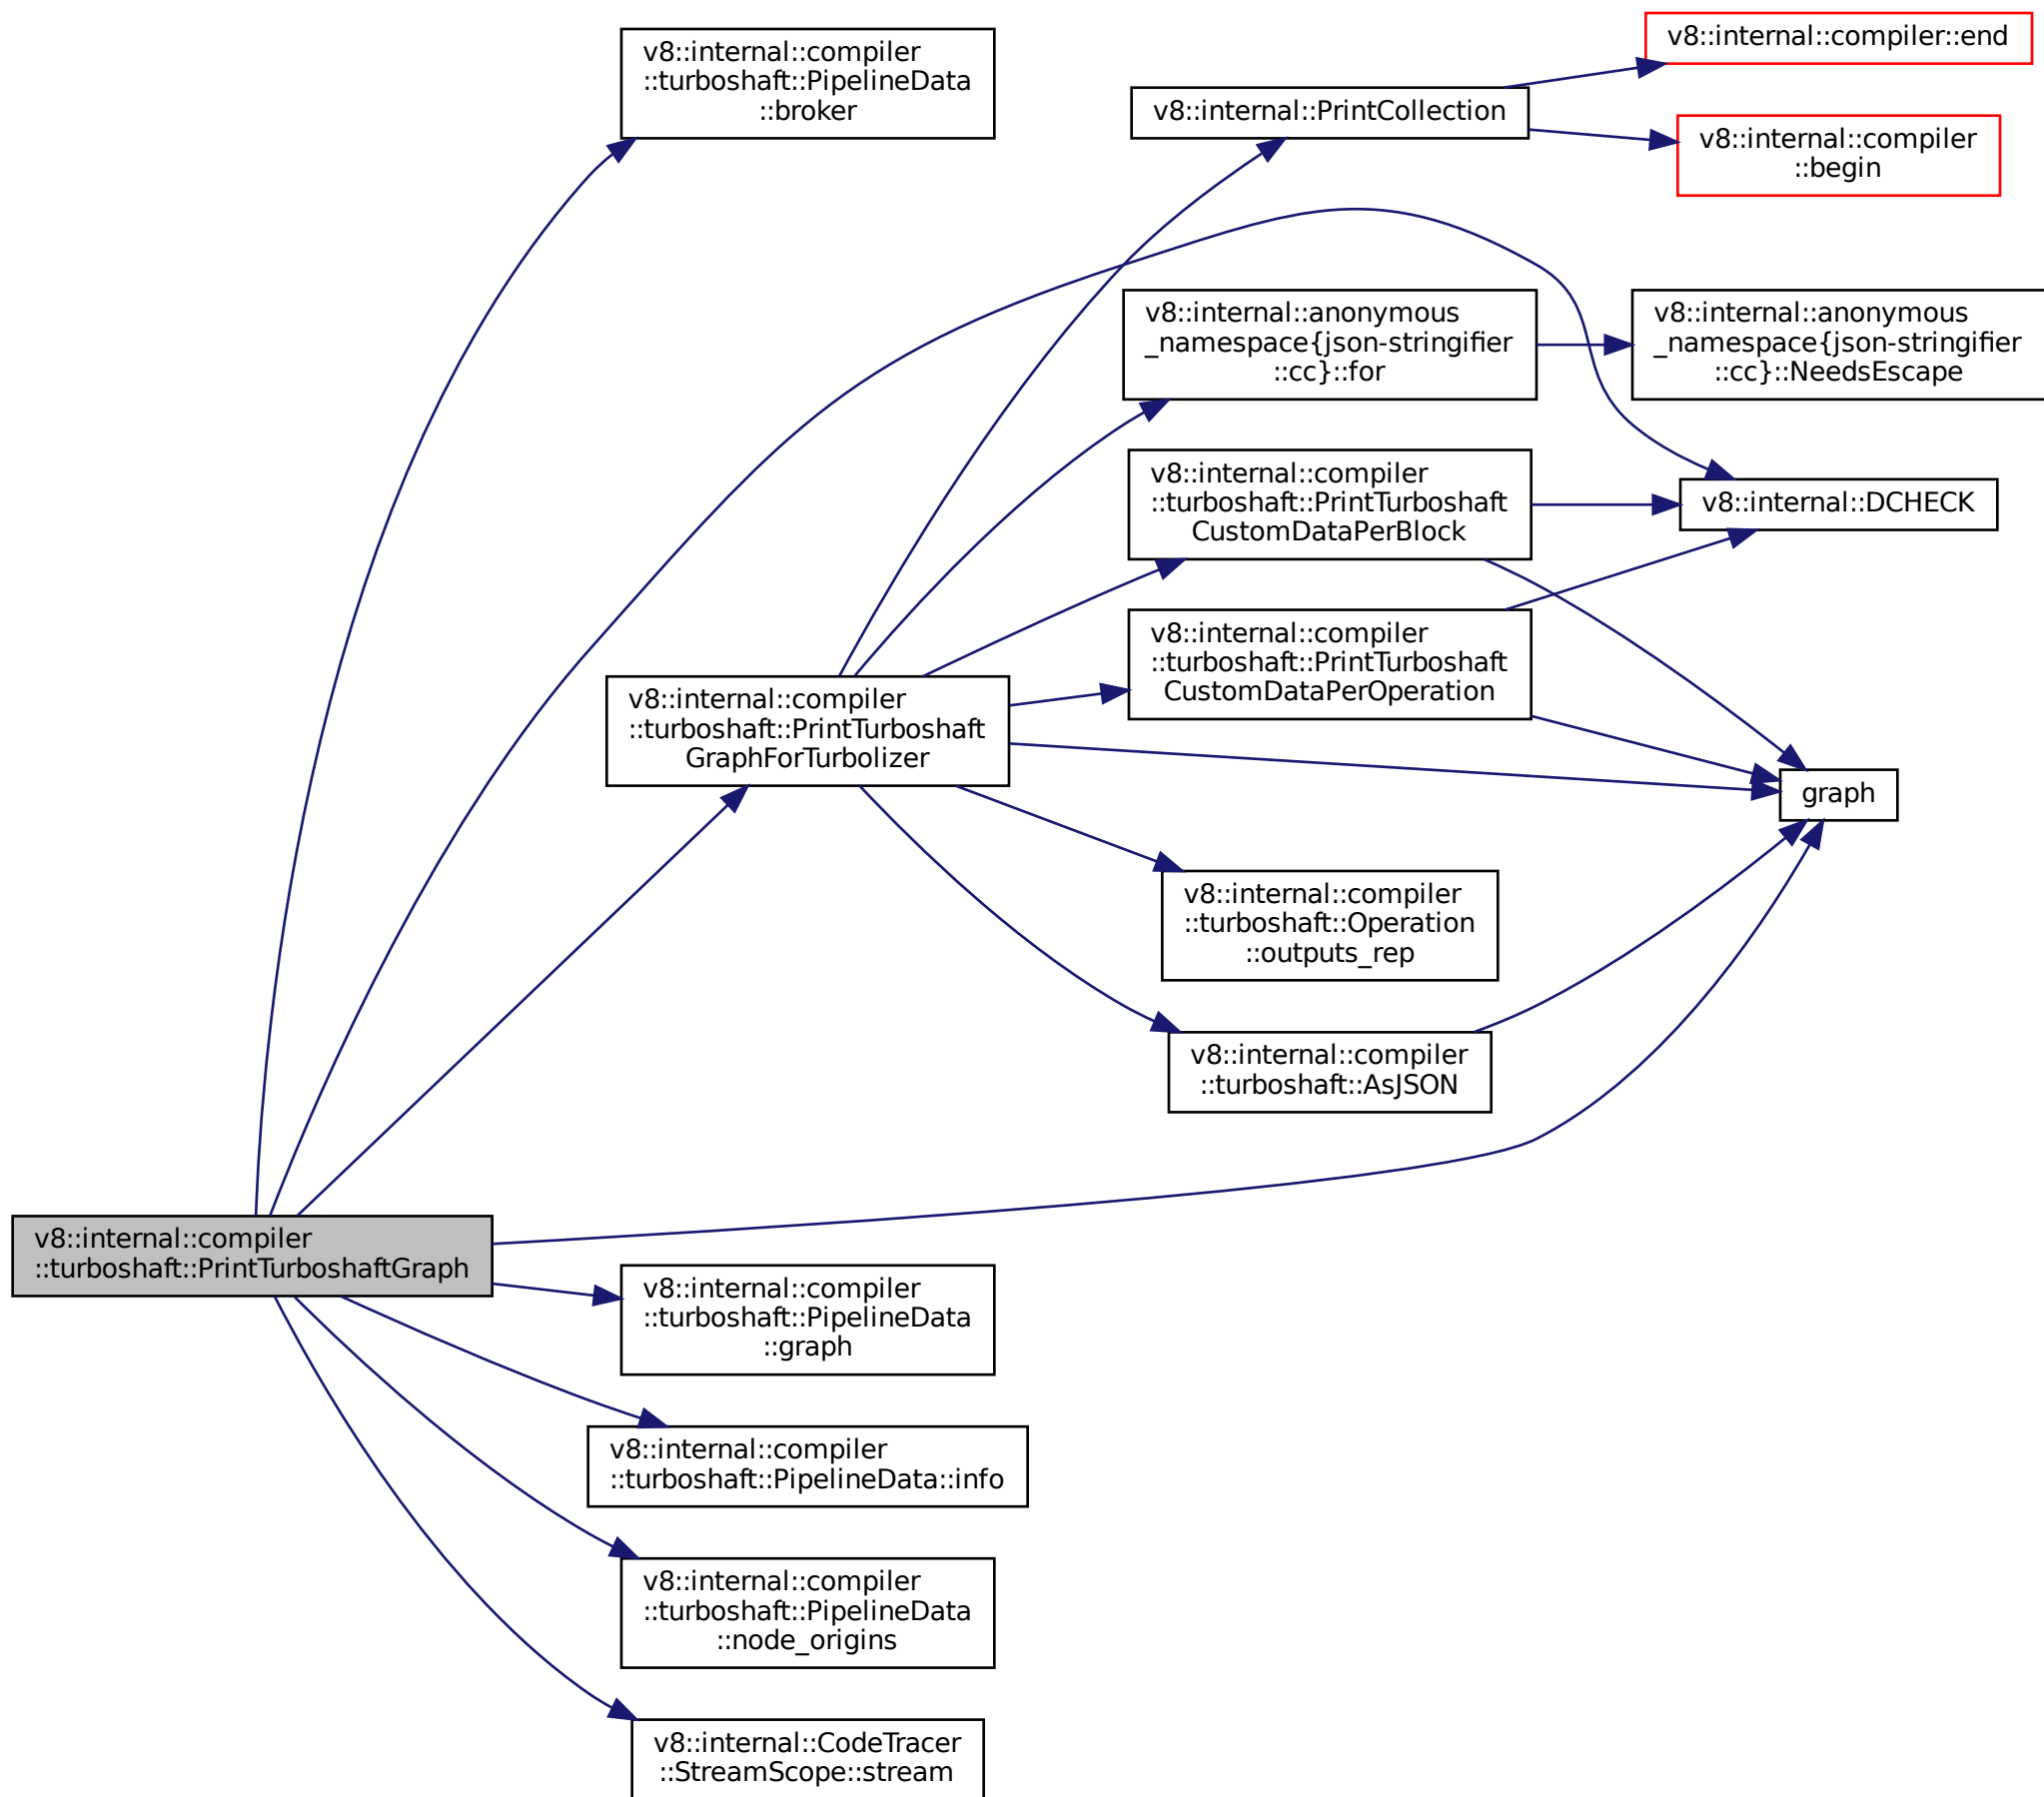 v8::internal::compiler
::turboshaft::PipelineData
::broker
v8::internal::compiler::end
v8::internal::PrintCollection
v8::internal::compiler
::begin
v8::internal::anonymous
_namespace{json-stringifier
::cc}::for
v8::internal::anonymous
_namespace{json-stringifier
::cc}::NeedsEscape
v8::internal::compiler
::turboshaft::PrintTurboshaft
CustomDataPerBlock
v8::internal::DCHECK
v8::internal::compiler
::turboshaft::PrintTurboshaft
CustomDataPerOperation
v8::internal::compiler
::turboshaft::PrintTurboshaft
GraphForTurbolizer
graph
v8::internal::compiler
::turboshaft::Operation
::outputs_rep
v8::internal::compiler
::turboshaft::AsJSON
v8::internal::compiler
::turboshaft::PrintTurboshaftGraph
v8::internal::compiler
::turboshaft::PipelineData
::graph
v8::internal::compiler
::turboshaft::PipelineData::info
v8::internal::compiler
::turboshaft::PipelineData
::node_origins
v8::internal::CodeTracer
::StreamScope::stream